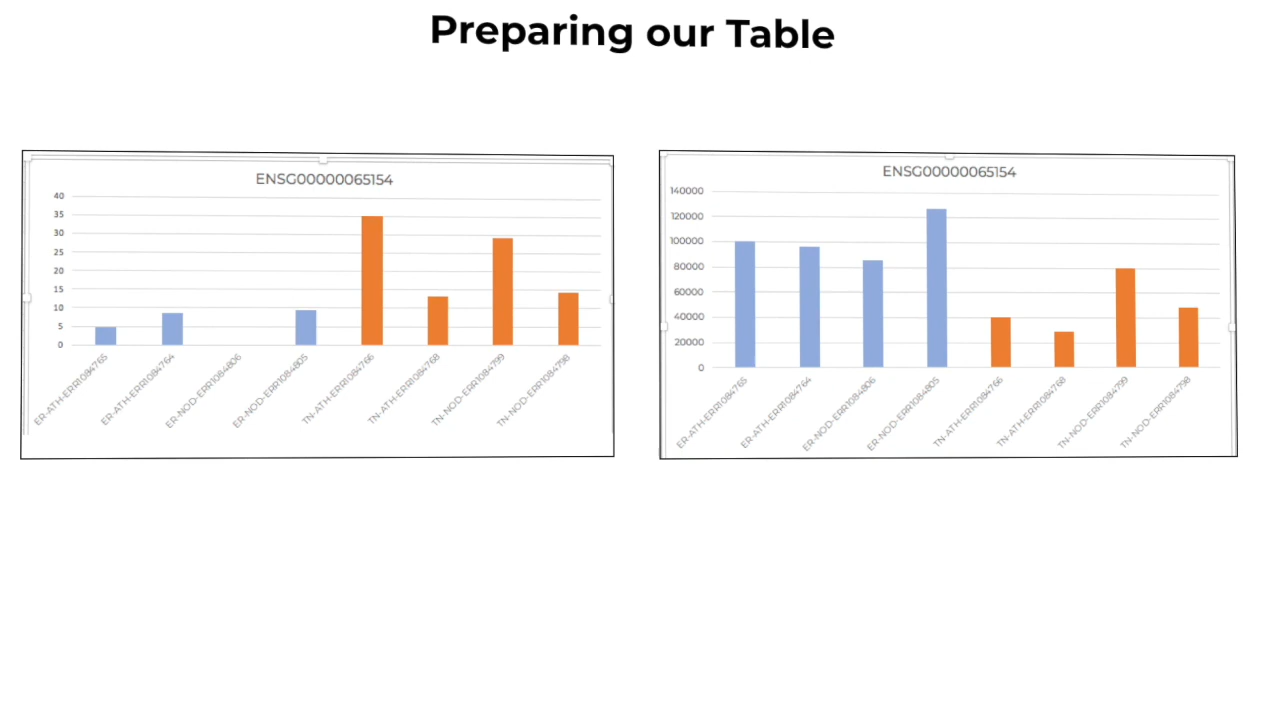 Preparing our Table
ENSG00000065154
40
35
30
25
20
15
10
5
0
ER-ATH-ERR1084765
ER-ATH-ERR1084764
ER-NOD-ERR1084806
ER-NOD-ERR1084805
TN-ATH-ERR1084766
TN-ATH-ERR1084768
TN-NOD-ERR1084799
TN-NOD-ERR1084798
ENSG00000065154
140000
120000
100000
80000
60000
40000
20000
0
ER-ATH-ERR1084765
ER-ATH-ERR1084764
ER-NOD-ERR1084806
ER-NOD-ERR1084805
TN-ATH-ERR1084766
TN-ATH-ERR1084768
TN-NOD-ERR1084799
TN-NOD-ERR1084798